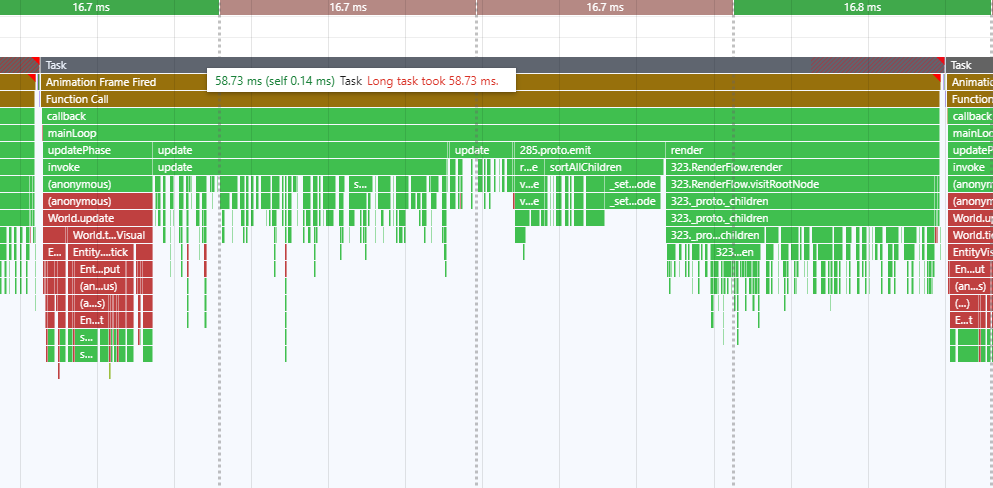 16.7 ms 16.7 ms 16.7 ms 16.8 ms
Task Task
Animation Frame Fired Animatio
58.73 ms (self 0.14 ms) Task Long task took 58.73 ms.
Function Call Function
callback callback
mainLoop mainLoo
updatePhase update update 285.proto.emit render updateP
invoke update r...e sortAllChildren 323.RenderFlow.render invoke
(anonymous) s... v...e _set...ode 323.RenderFlow.visitRootNode (anonym
(anonymous) v...e _set...ode 323._proto._children (anonym
World.update 323._proto._children World.up
World.t...Visual 323._pro...children World.tic
E... Entity....tick 323...en EntityVis
Ent...put En...ut
(an...us) (an...s)
(a...s) (...)
En...t E...t
s...
s...